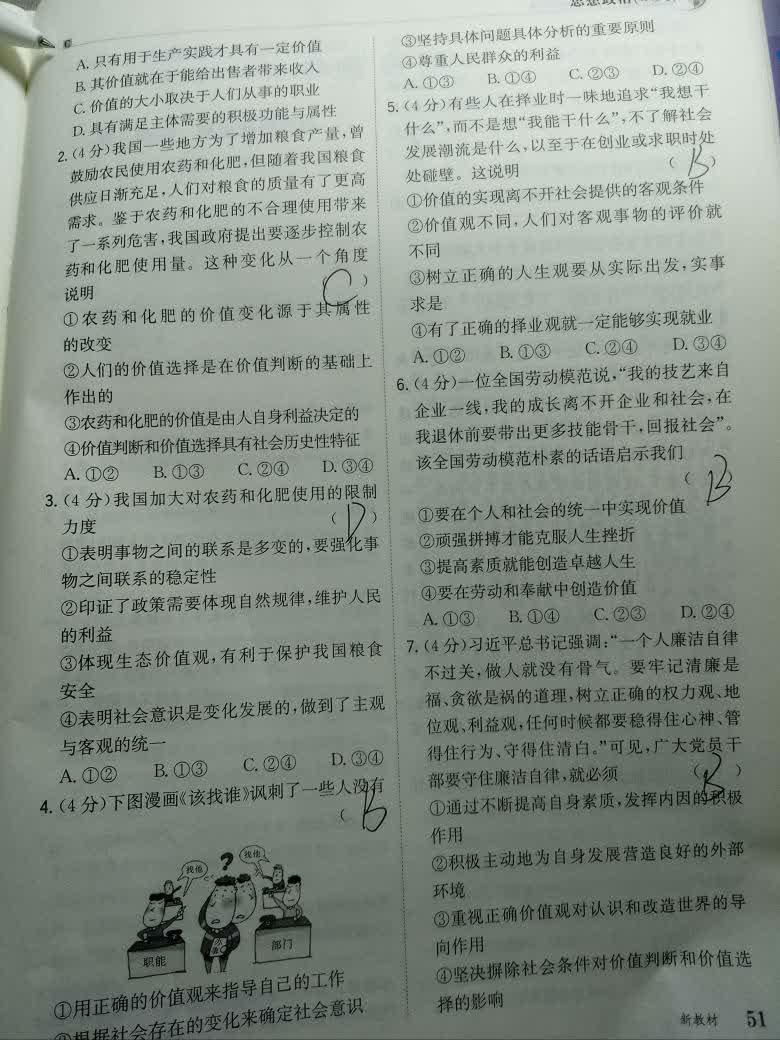 A. 只有用于生产实践才具有一定价值
B. 其价值就在于能给出售者带来收入
C. 价值的大小取决于人们从事的职业
D. 具有满足主体需要的积极功能与属性
2. (4分)我国一些地方为了增加粮食产量,曾
鼓励农民使用农药和化肥,但随着我国粮食
供应日渐充足,人们对粮食的质量有了更高
需求。鉴于农药和化肥的不合理使用带来
了一系列危害,我国政府提出要逐步控制农
药和化肥使用量。这种变化从一个角度
说明 ( C )
①农药和化肥的价值变化源于其属性
的改变
②人们的价值选择是在价值判断的基础上
作出的
③农药和化肥的价值是由人自身利益决定的
④价值判断和价值选择具有社会历史性特征
A. ①② B. ①③ C. ②④ D. ③④
3. (4分)我国加大对农药和化肥使用的限制
力度 ( D )
①表明事物之间的联系是多变的,要强化事
物之间联系的稳定性
②印证了政策需要体现自然规律,维护人民
的利益
③体现生态价值观,有利于保护我国粮食
安全
④表明社会意识是变化发展的,做到了主观
与客观的统一
A. ①② B. ①③ C. ②④ D. ③④
4. (4分)下图漫画《该找谁》讽刺了一些人没有
( B
找他
?
找他
职能
部门
①用正确的价值观来指导自己的工作
②根据社会存在的变化来确定社会意识
③坚持具体问题具体分析的重要原则
④尊重人民群众的利益
A. ①③ B. ①④ C. ②③ D. ②④
5. (4分)有些人在择业时一味地追求“我想干
什么”,而不是想“我能干什么”,不了解社会
发展潮流是什么,以至于在创业或求职时处
处碰壁。这说明 ( B )
①价值的实现离不开社会提供的客观条件
②价值观不同,人们对客观事物的评价就
不同
③树立正确的人生观要从实际出发,实事
求是
④有了正确的择业观就一定能够实现就业
A. ①② B. ①③ C. ②④ D. ③④
6. (4分)一位全国劳动模范说,“我的技艺来自
企业一线,我的成长离不开企业和社会,在
我退休前要带出更多技能骨干,回报社会”。
该全国劳动模范朴素的话语启示我们
( B )
①要在个人和社会的统一中实现价值
②顽强拼搏才能克服人生挫折
③提高素质就能创造卓越人生
④要在劳动和奉献中创造价值
A. ①③ B. ①④ C. ②③ D. ②④
7. (4分)习近平总书记强调:“一个人廉洁自律
不过关,做人就没有骨气。要牢记清廉是
福、贪欲是祸的道理,树立正确的权力观、地
位观、利益观,任何时候都要稳得住心神、管
得住行为、守得住清白。”可见,广大党员干
部要守住廉洁自律,就必须 ( B )
①通过不断提高自身素质,发挥内因的积极
作用
②积极主动地为自身发展营造良好的外部
环境
③重视正确价值观对认识和改造世界的导
向作用
④坚决摒除社会条件对价值判断和价值选
择的影响
新教材 51